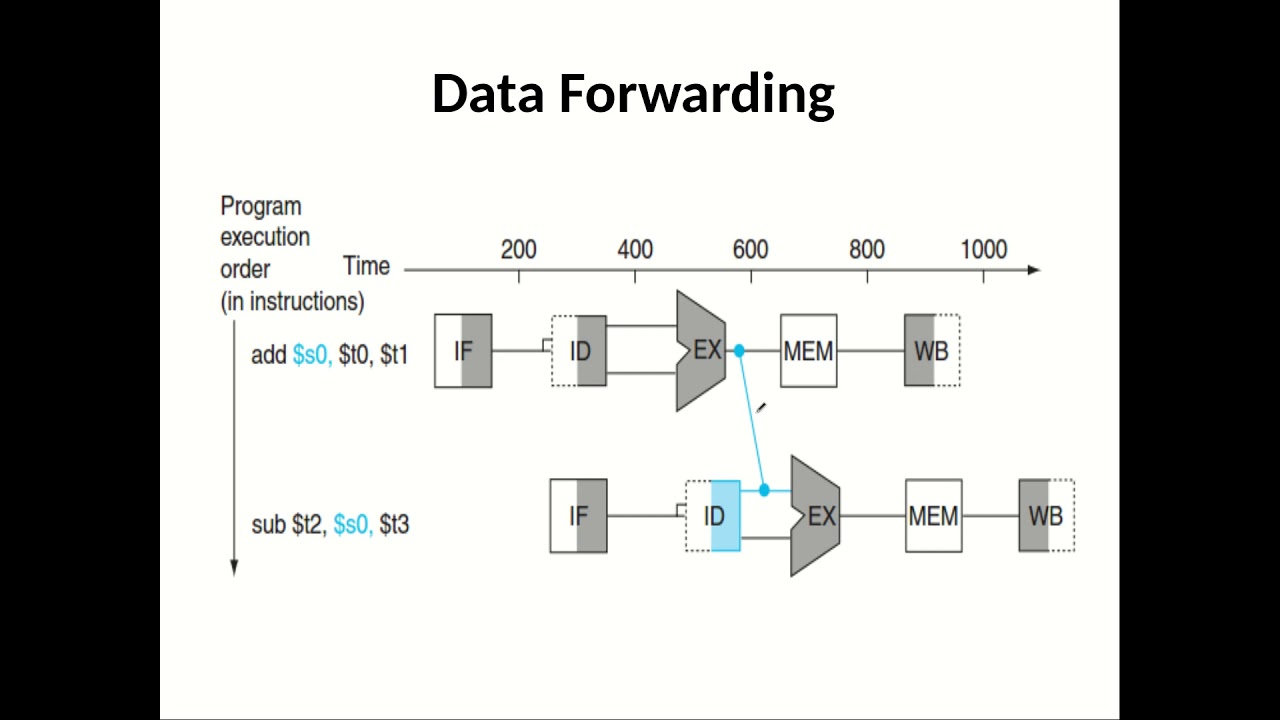 Data Forwarding
Program
execution
order
(in instructions)
Time
200 400 600 800 1000
add $s0, $t0, $t1
IF ID EX MEM WB
sub $t2, $s0, $t3
IF ID EX MEM WB